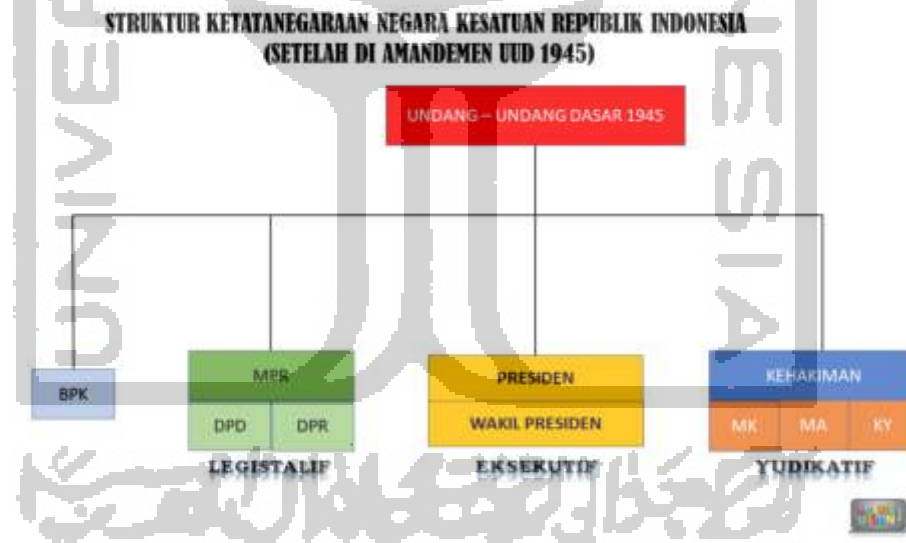 STRUKTUR KETATANEGARAAN NEGARA KESATUAN REPUBLIK INDONESIA
(SETELAH DI AMANDEMEN UUD 1945)
UNDANG – UNDANG DASAR 1945
BPK
MPR
DPD DPR
LEGISTALIF
PRESIDEN
WAKIL PRESIDEN
EKSEKUTIF
KEHAKIMAN
MK MA KY
YUDIKATIF